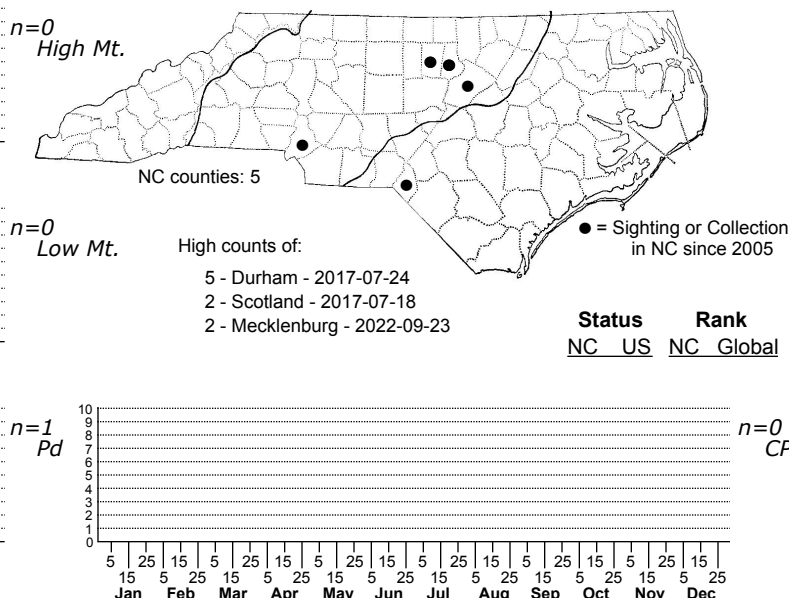 n=0
High Mt.
NC counties: 5
● = Sighting or Collection
in NC since 2005
n=0
Low Mt.
High counts of:
5 - Durham - 2017-07-24
2 - Scotland - 2017-07-18
2 - Mecklenburg - 2022-09-23
Status Rank
NC US NC Global
n=1
Pd
10
9
8
7
6
5
4
3
2
1
0
n=0
CP
5 25 15 5 25 15 5 25 15 5 25 15 5 25 15 5 25 15
15 5 25 15 5 25 15 5 25 15 5 25 15 5 25 15 5 25
Jan Feb Mar Apr May Jun Jul Aug Sep Oct Nov Dec